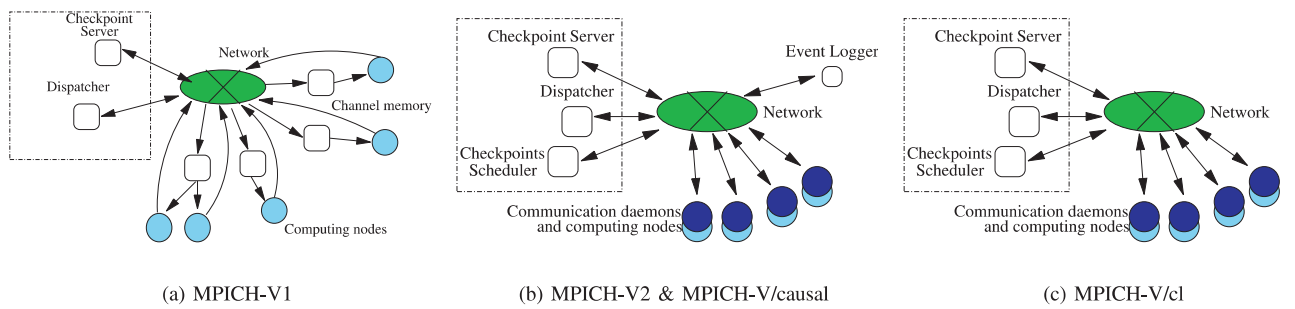 Checkpoint
Server
Network
Dispatcher
Channel memory
Computing nodes
(a) MPICH-V1
Checkpoint Server
Event Logger
Dispatcher
Network
Checkpoints
Scheduler
Communication daemons
and computing nodes
(b) MPICH-V2 & MPICH-V/causal
Checkpoint Server
Dispatcher
Network
Checkpoints
Scheduler
Communication daemons
and computing nodes
(c) MPICH-V/cl